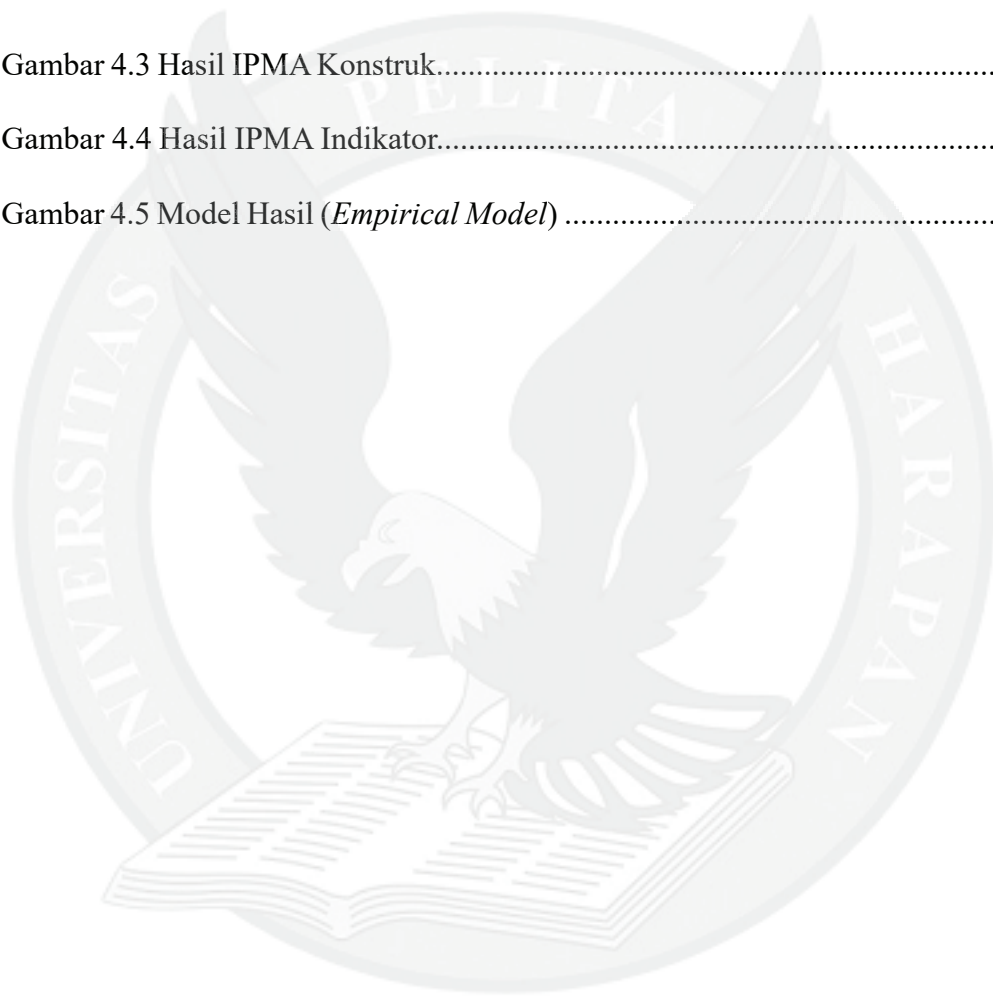 Gambar 4.3 Hasil IPMA Konstruk..........................................................................
Gambar 4.4 Hasil IPMA Indikator..........................................................................
Gambar 4.5 Model Hasil (Empirical Model) ..........................................................
UNIVERSITAS PELITA HARAPAN